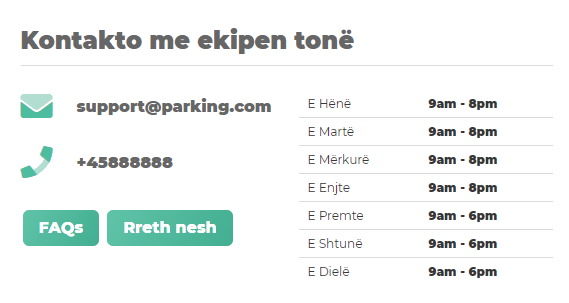 Kontakto me ekipen tonë
support@parking.com
+45888888
FAQs Rreth nesh
E Hënë 9am - 8pm
E Martë 9am - 8pm
E Mërkurë 9am - 8pm
E Enjte 9am - 8pm
E Premte 9am - 6pm
E Shtunë 9am - 6pm
E Dielë 9am - 6pm